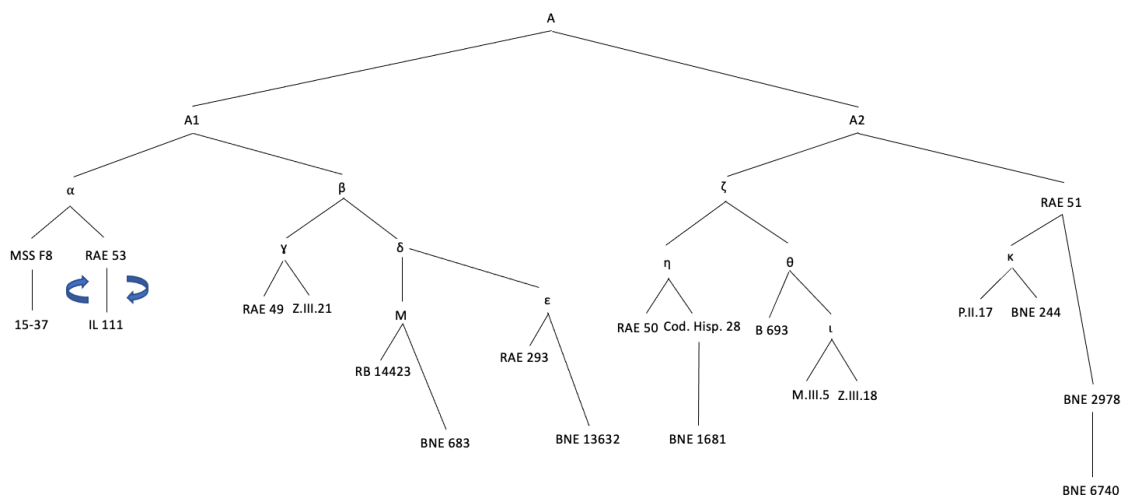 A
A1 A2
α β ζ RAE 51
MSS F8 RAE 53 γ δ η θ κ
15-37 IL 111 RAE 49 Z.III.21 M ε RAE 50 Cod. Hisp. 28 B 693 ι P.II.17 BNE 244
RB 14423 RAE 293 M.III.5 Z.III.18 BNE 2978
BNE 683 BNE 13632 BNE 1681
BNE 6740